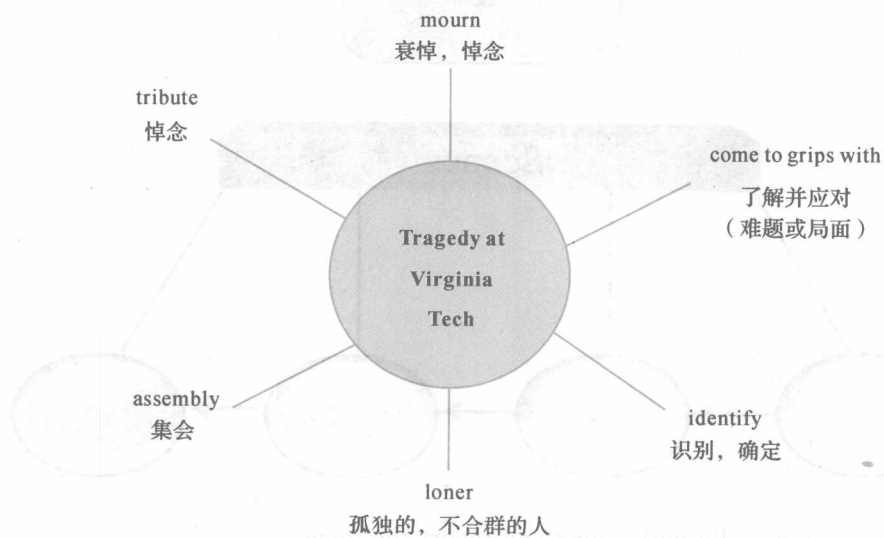 mourn
衰悼，悼念
tribute
悼念
come to grips with
了解并应对
（难题或局面）
Tragedy at
Virginia
Tech
assembly
集会
identify
识别，确定
loner
孤独的，不合群的人